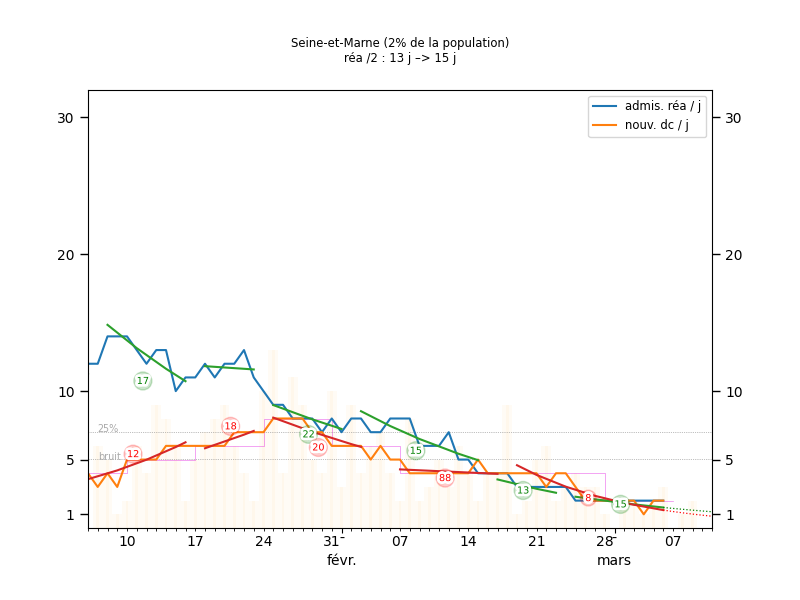 Seine-et-Marne (2% de la population)
réa /2 : 13 j –> 15 j
admis. réa / j
nouv. dc / j
30 30
20 20
10 10
5 5
1 1
25%
bruit
17
12
18
22
20
15
88
13
8
15
10 17 24 31 07 14 21 28 07
févr. mars